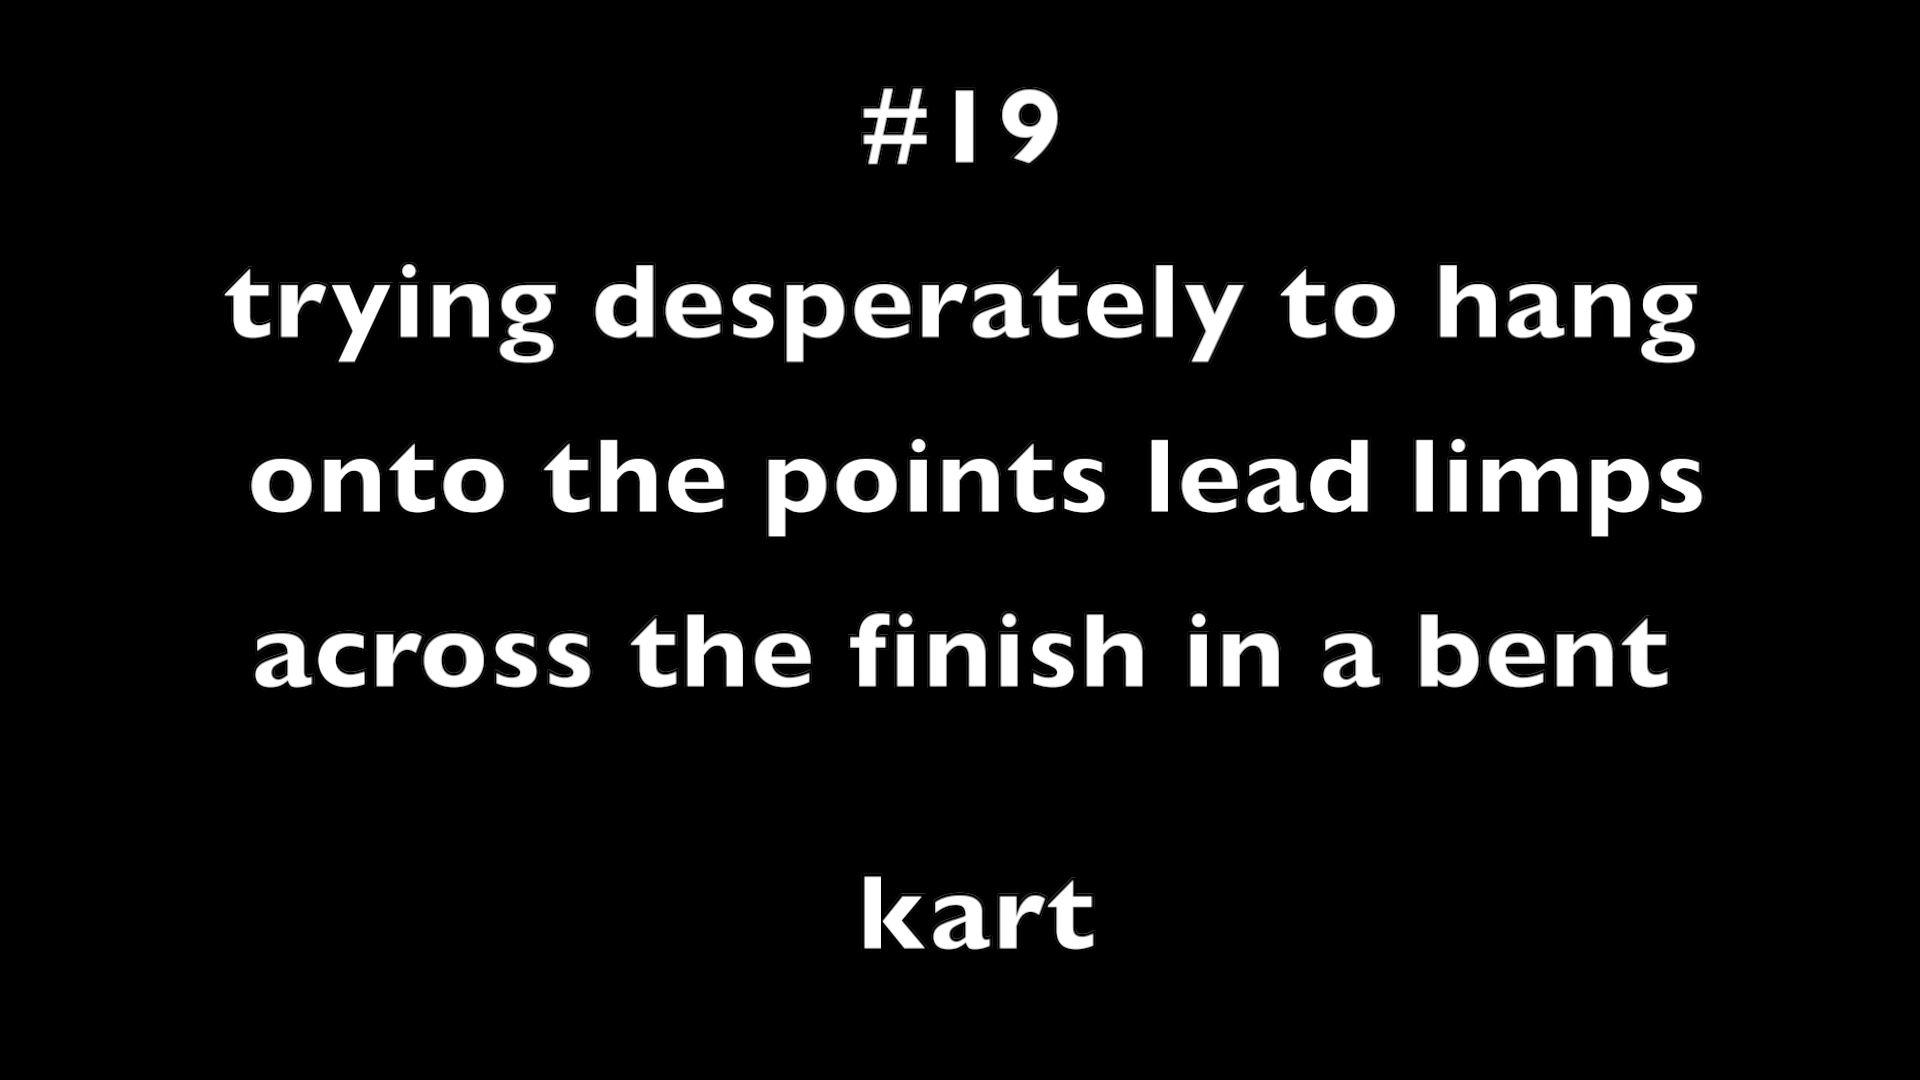 #19
trying desperately to hang
onto the points lead limps
across the finish in a bent
kart